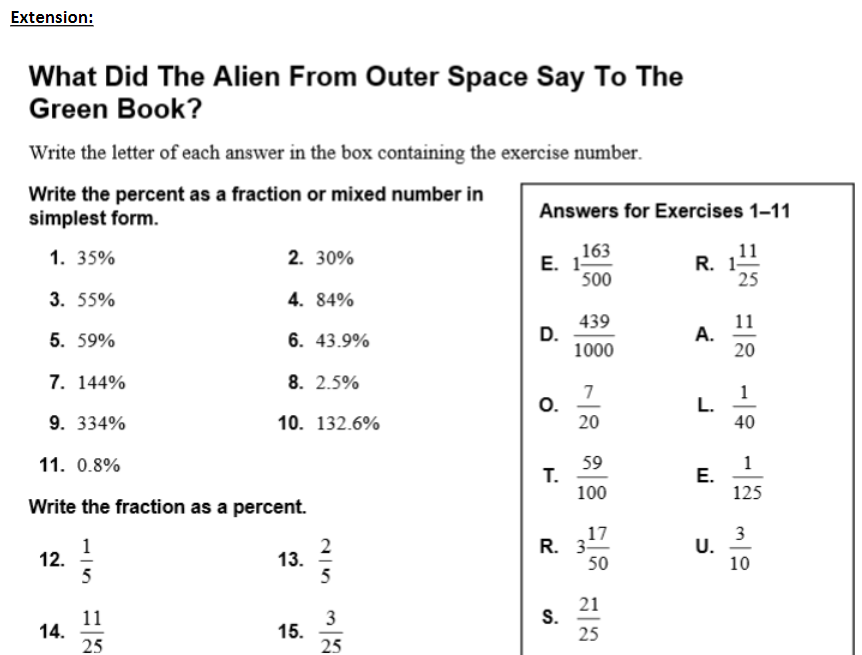 Extension:
What Did The Alien From Outer Space Say To The
Green Book?
Write the letter of each answer in the box containing the exercise number.
Write the percent as a fraction or mixed number in
simplest form.
1. 35% 2. 30%
3. 55% 4. 84%
5. 59% 6. 43.9%
7. 144% 8. 2.5%
9. 334% 10. 132.6%
11. 0.8%
Write the fraction as a percent.
12. 1/5 13. 2/5
14. 11/25 15. 3/25
Answers for Exercises 1–11
E. 1 163/500 R. 1 11/25
D. 439/1000 A. 11/20
O. 7/20 L. 1/40
T. 59/100 E. 1/125
R. 3 17/50 U. 3/10
S. 21/25